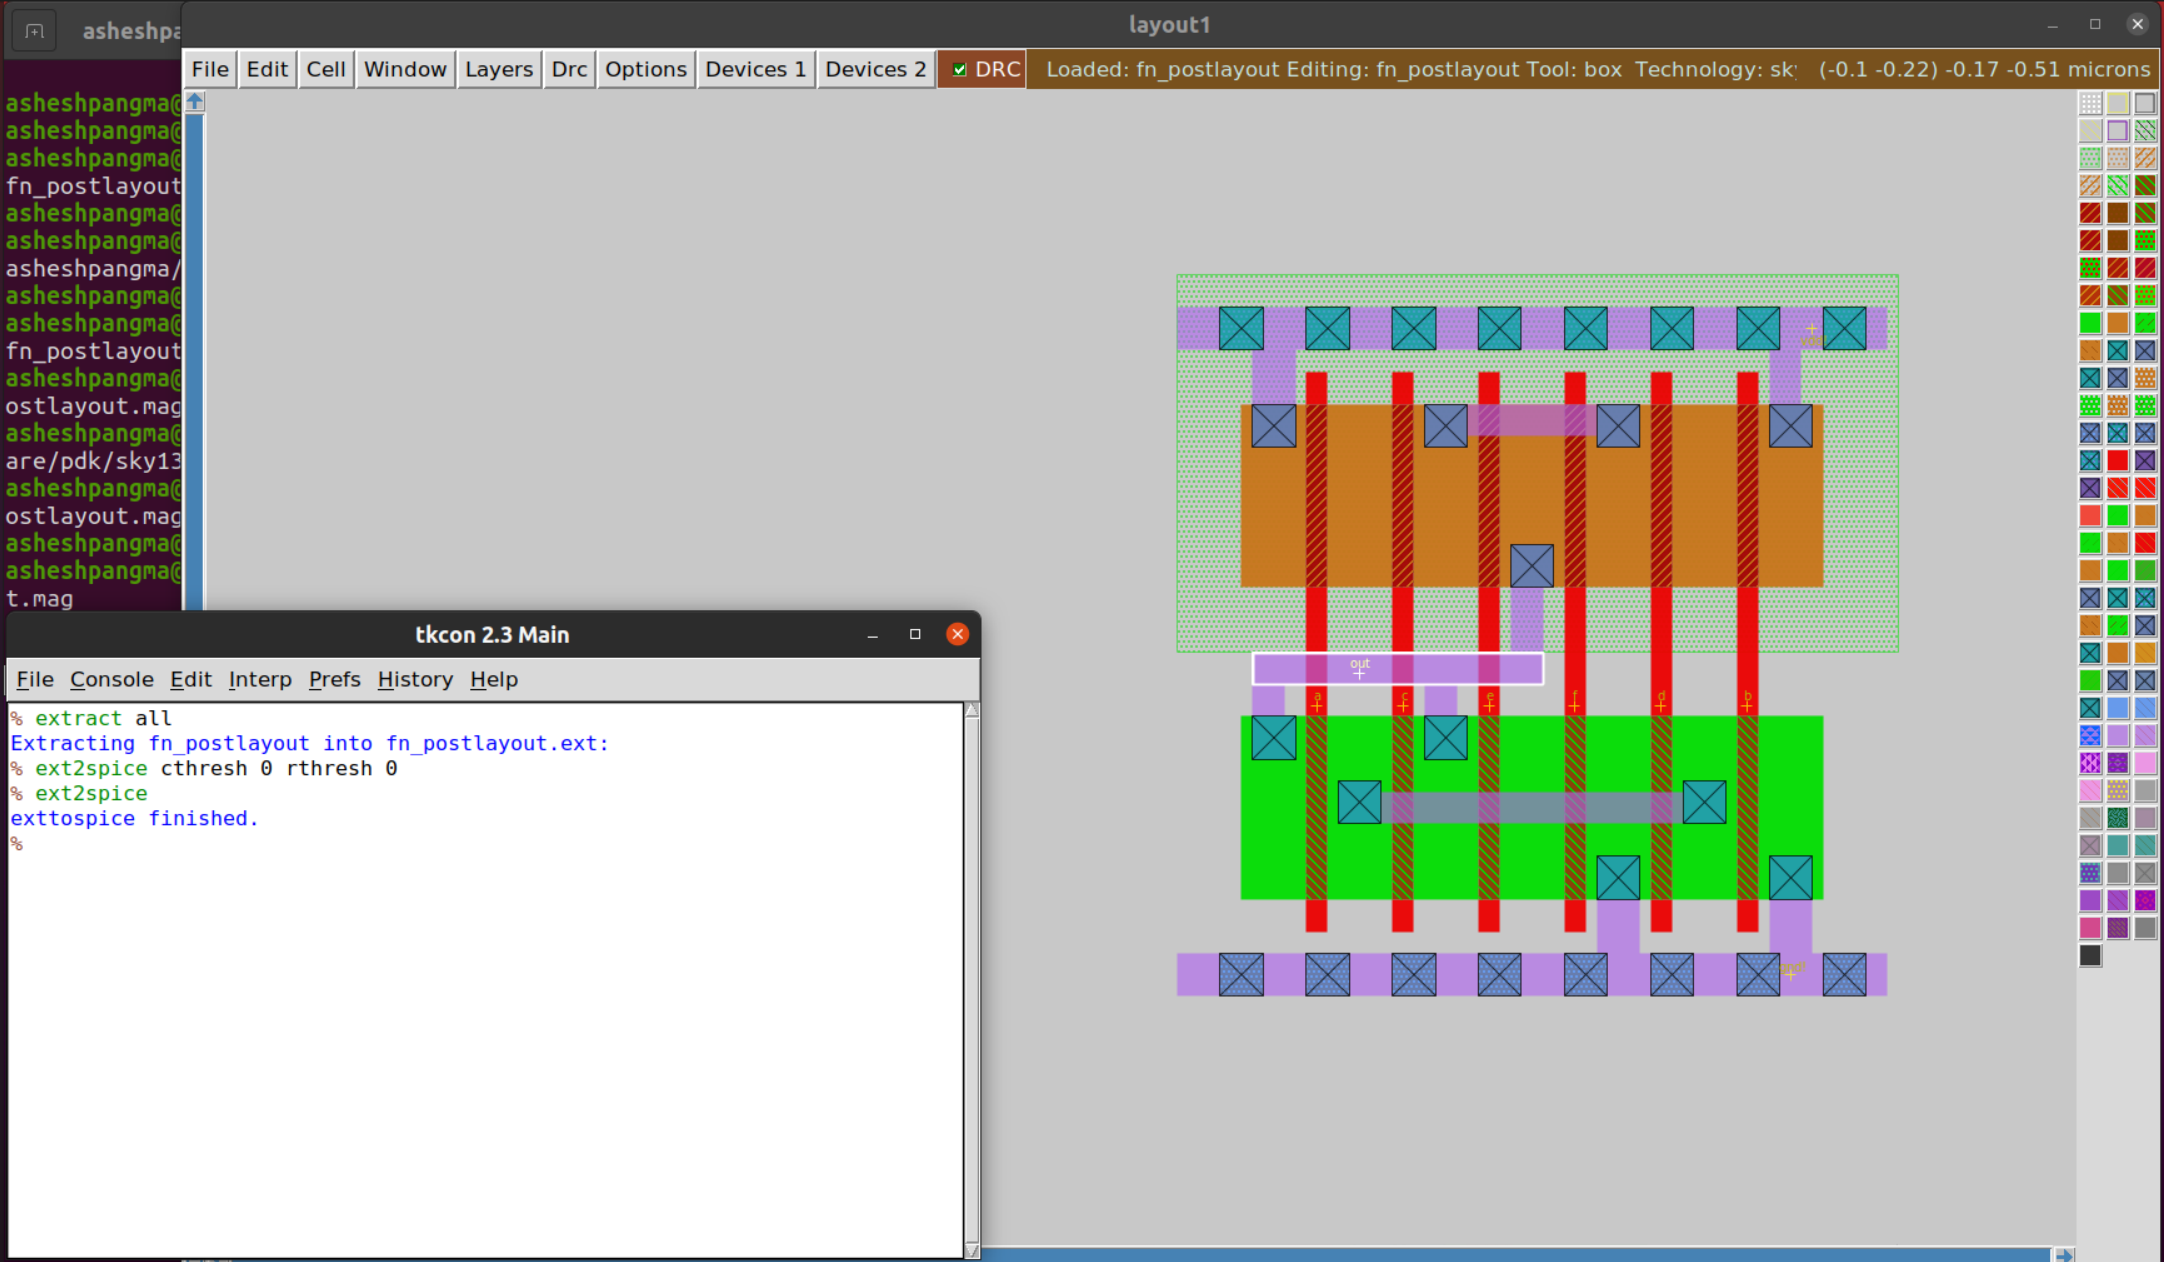 asheshpa
layout1
File Edit Cell Window Layers Drc Options Devices 1 Devices 2 DRC Loaded: fn_postlayout Editing: fn_postlayout Tool: box Technology: sky (-0.1 -0.22) -0.17 -0.51 microns
asheshpangma@
asheshpangma@
asheshpangma@
fn_postlayout
asheshpangma@
asheshpangma@
asheshpangma/
asheshpangma@
asheshpangma@
fn_postlayout
asheshpangma@
ostlayout.mag
asheshpangma@
are/pdk/sky13
asheshpangma@
ostlayout.mag
asheshpangma@
asheshpangma@
t.mag
tkcon 2.3 Main
File Console Edit Interp Prefs History Help
% extract all
Extracting fn_postlayout into fn_postlayout.ext:
% ext2spice cthresh 0 rthresh 0
% ext2spice
exttospice finished.
%
out
a c e f d b